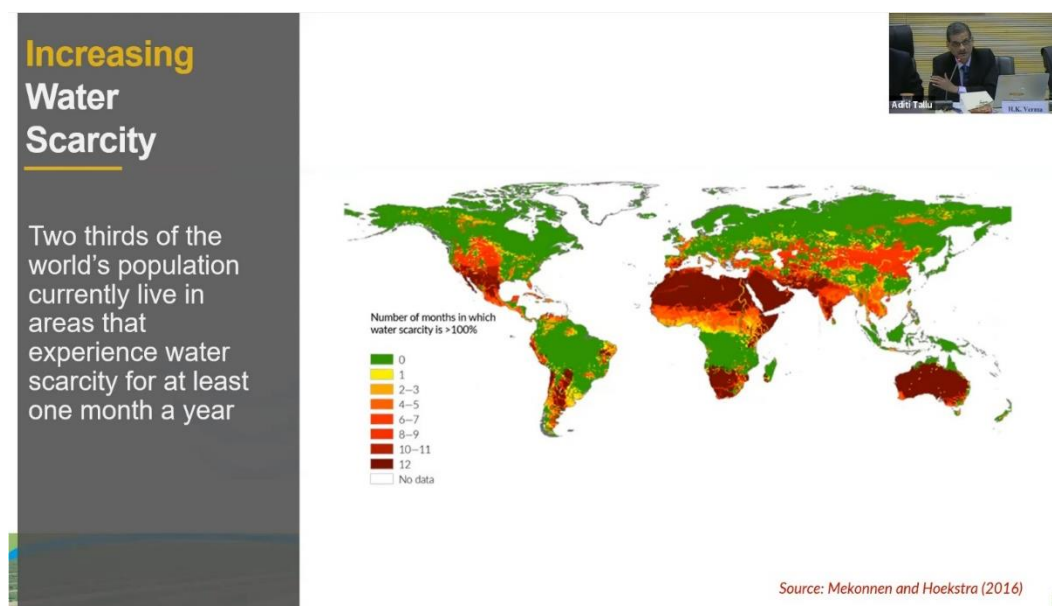 Increasing
Water
Scarcity
Two thirds of the
world's population
currently live in
areas that
experience water
scarcity for at least
one month a year
Aditi Tallu
H.K. Verma
Number of months in which
water scarcity is >100%
0
1
2–3
4–5
6–7
8–9
10–11
12
No data
Source: Mekonnen and Hoekstra (2016)